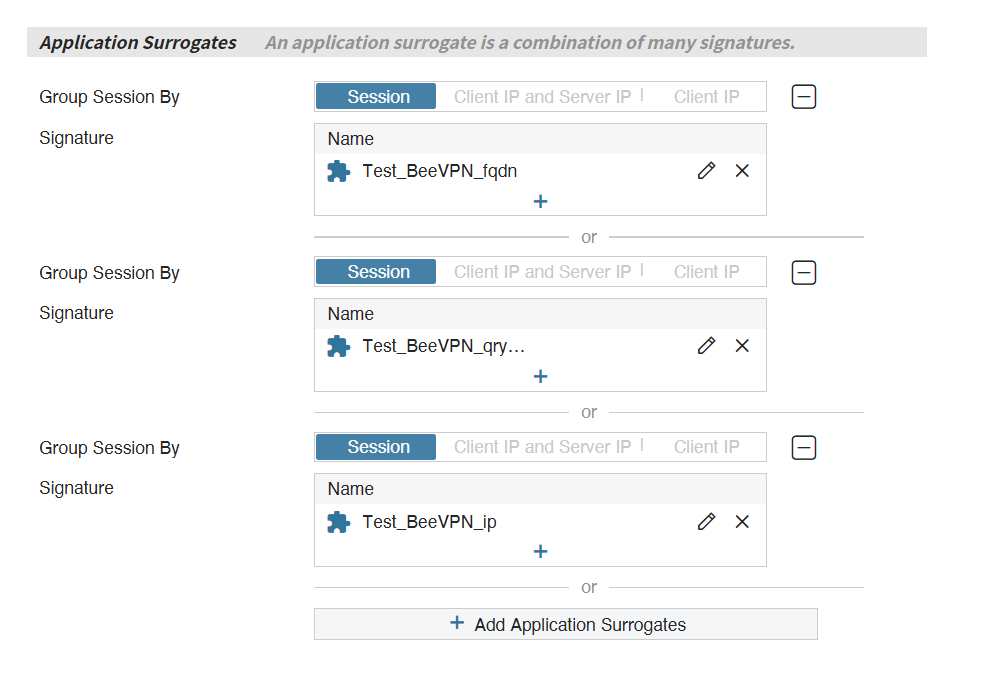 Application Surrogates An application surrogate is a combination of many signatures.
Group Session By Session Client IP and Server IP Client IP
Signature Name
Test_BeeVPN_fqdn
or
Group Session By Session Client IP and Server IP Client IP
Signature Name
Test_BeeVPN_qry...
or
Group Session By Session Client IP and Server IP Client IP
Signature Name
Test_BeeVPN_ip
or
+ Add Application Surrogates